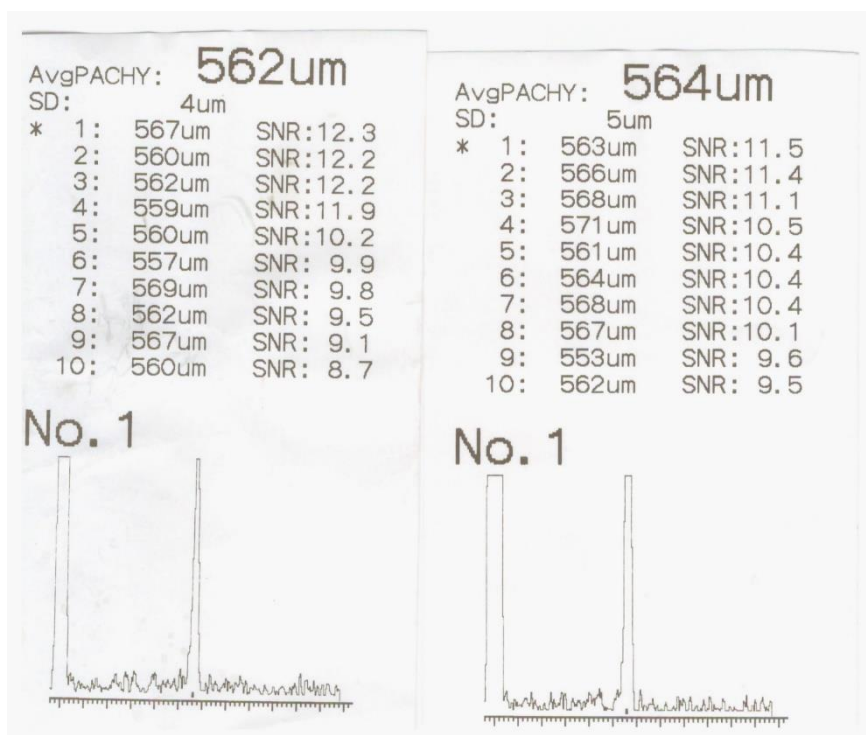 AvgPACHY: 562um
SD: 4um
* 1: 567um SNR:12.3
2: 560um SNR:12.2
3: 562um SNR:12.2
4: 559um SNR:11.9
5: 560um SNR:10.2
6: 557um SNR: 9.9
7: 569um SNR: 9.8
8: 562um SNR: 9.5
9: 567um SNR: 9.1
10: 560um SNR: 8.7
No.1
AvgPACHY: 564um
SD: 5um
* 1: 563um SNR:11.5
2: 566um SNR:11.4
3: 568um SNR:11.1
4: 571um SNR:10.5
5: 561um SNR:10.4
6: 564um SNR:10.4
7: 568um SNR:10.4
8: 567um SNR:10.1
9: 553um SNR: 9.6
10: 562um SNR: 9.5
No.1